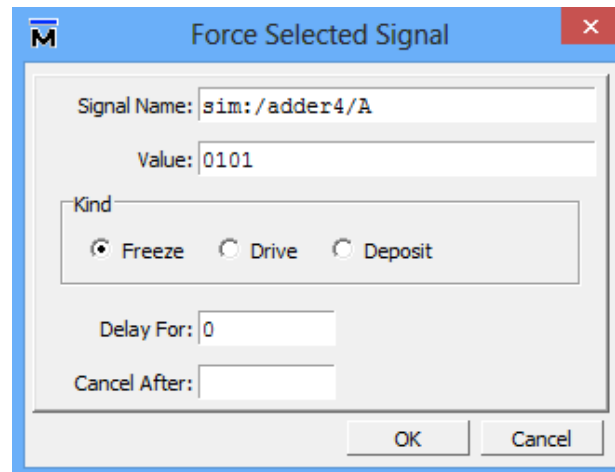 M Force Selected Signal
Signal Name: sim:/adder4/A
Value: 0101
Kind
Freeze Drive Deposit
Delay For: 0
Cancel After:
OK Cancel